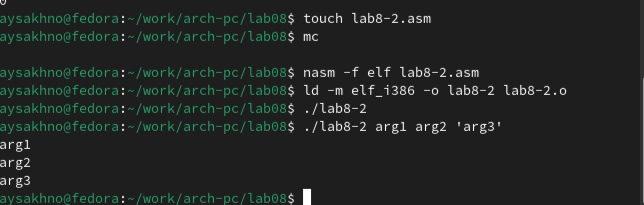 0
aysakhno@fedora:~/work/arch-pc/lab08$ touch lab8-2.asm
aysakhno@fedora:~/work/arch-pc/lab08$ mc
aysakhno@fedora:~/work/arch-pc/lab08$ nasm -f elf lab8-2.asm
aysakhno@fedora:~/work/arch-pc/lab08$ ld -m elf_i386 -o lab8-2 lab8-2.o
aysakhno@fedora:~/work/arch-pc/lab08$ ./lab8-2
aysakhno@fedora:~/work/arch-pc/lab08$ ./lab8-2 arg1 arg2 'arg3'
arg1
arg2
arg3
aysakhno@fedora:~/work/arch-pc/lab08$